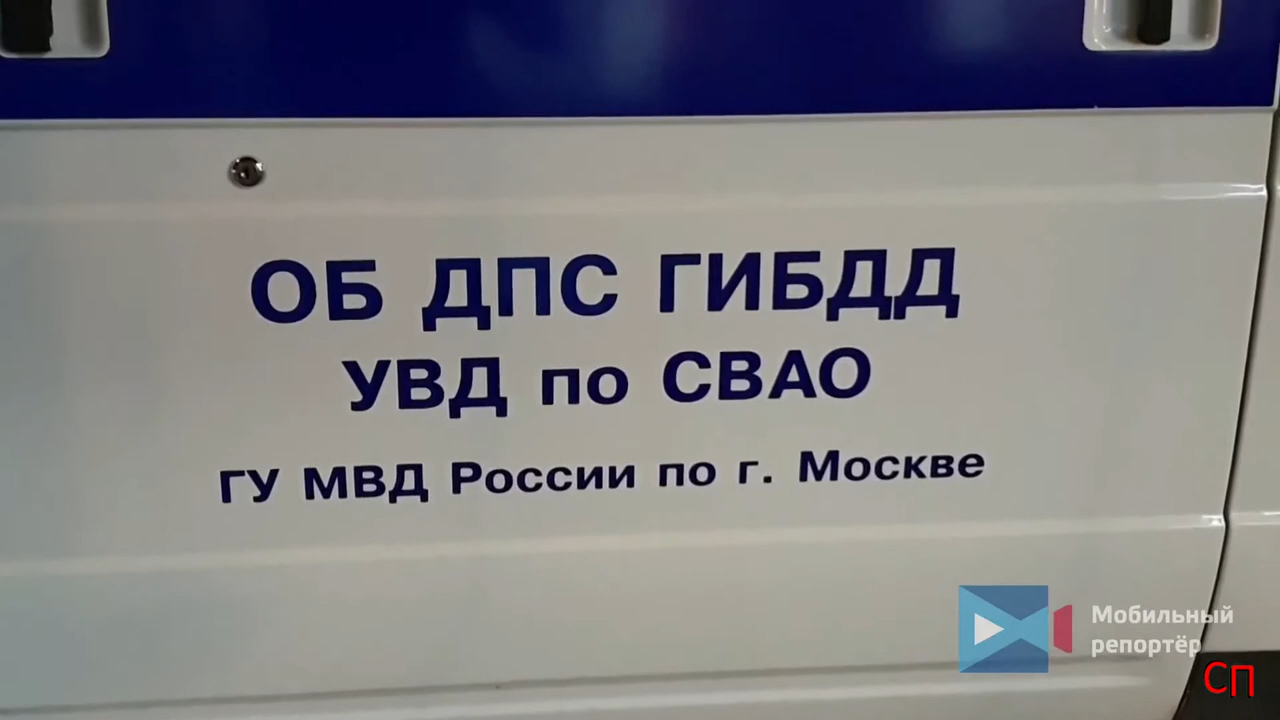 ОБ ДПС ГИБДД
УВД по СВАО
ГУ МВД России по г. Москве
Мобильный
репортёр
СП